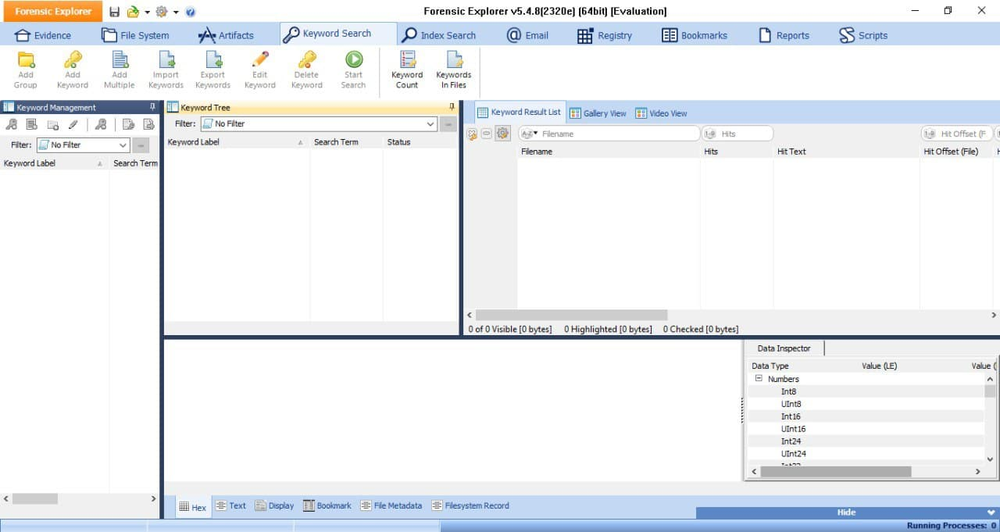 Forensic Explorer
Forensic Explorer v5.4.8(2320e) (64bit) [Evaluation]
Evidence File System Artifacts Keyword Search Index Search Email Registry Bookmarks Reports Scripts
Add Group
Add Keyword
Add Multiple
Import Keywords
Export Keywords
Edit Keyword
Delete Keyword
Start Search
Keyword Count
Keywords In Files
Keyword Management
Filter: No Filter
Keyword Label Search Term
Keyword Tree
Filter: No Filter
Keyword Label Search Term Status
Keyword Result List Gallery View Video View
A-Z Filename 1-9 Hits 1-9 Hit Offset (F
Filename Hits Hit Text Hit Offset (File)
0 of 0 Visible [0 bytes] 0 Highlighted [0 bytes] 0 Checked [0 bytes]
Data Inspector
Data Type Value (LE) Value (
Numbers
Int8
UInt8
Int16
UInt16
Int24
UInt24
Hex Text Display Bookmark File Metadata Filesystem Record
Hide
Running Processes: 0